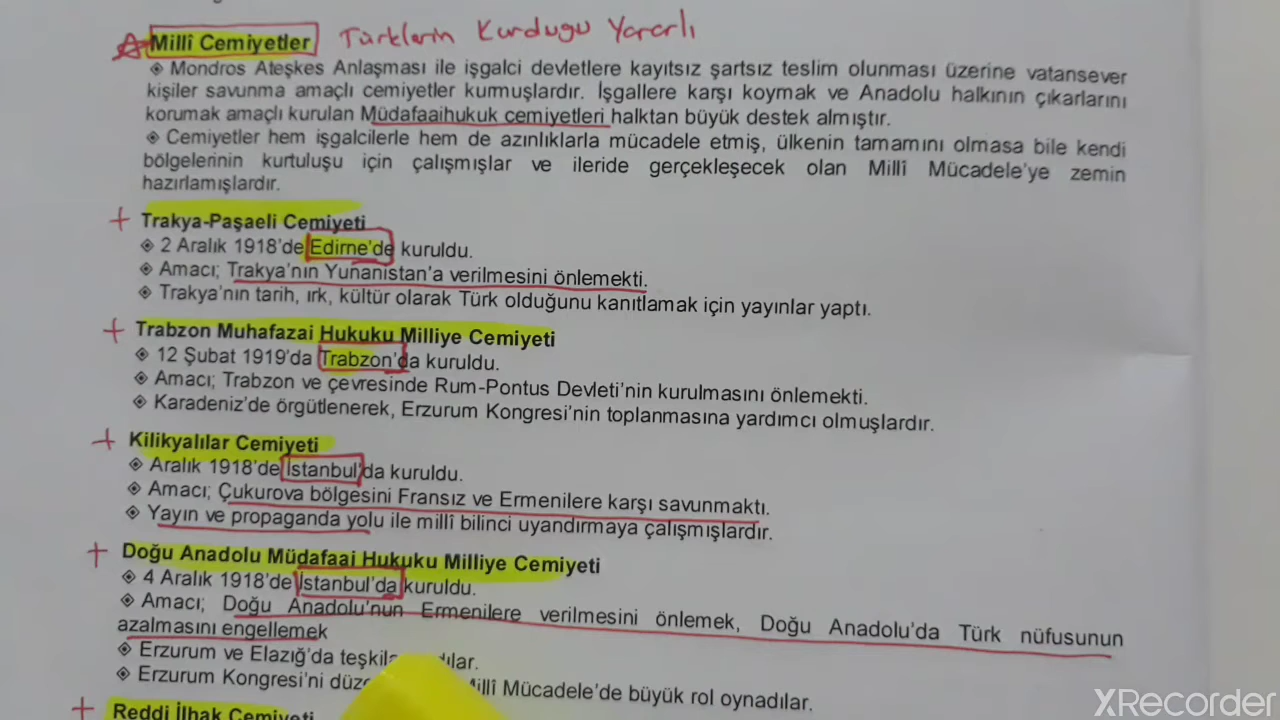 Millî Cemiyetler Türklerin Kurduğu Yararlı
◈ Mondros Ateşkes Anlaşması ile işgalci devletlere kayıtsız şartsız teslim olunması üzerine vatansever
kişiler savunma amaçlı cemiyetler kurmuşlardır. İşgallere karşı koymak ve Anadolu halkının çıkarlarını
korumak amaçlı kurulan Müdafaaihukuk cemiyetleri halktan büyük destek almıştır.
◈ Cemiyetler hem işgalcilerle hem de azınlıklarla mücadele etmiş, ülkenin tamamını olmasa bile kendi
bölgelerinin kurtuluşu için çalışmışlar ve ileride gerçekleşecek olan Millî Mücadele'ye zemin
hazırlamışlardır.
+ Trakya-Paşaeli Cemiyeti
◈ 2 Aralık 1918'de Edirne'de kuruldu.
◈ Amacı; Trakya'nın Yunanistan'a verilmesini önlemekti.
◈ Trakya'nın tarih, ırk, kültür olarak Türk olduğunu kanıtlamak için yayınlar yaptı.
+ Trabzon Muhafazai Hukuku Milliye Cemiyeti
◈ 12 Şubat 1919'da Trabzon'da kuruldu.
◈ Amacı; Trabzon ve çevresinde Rum-Pontus Devleti'nin kurulmasını önlemekti.
◈ Karadeniz'de örgütlenerek, Erzurum Kongresi'nin toplanmasına yardımcı olmuşlardır.
+ Kilikyalılar Cemiyeti
◈ Aralık 1918'de İstanbul'da kuruldu.
◈ Amacı; Çukurova bölgesini Fransız ve Ermenilere karşı savunmaktı.
◈ Yayın ve propaganda yolu ile millî bilinci uyandırmaya çalışmışlardır.
+ Doğu Anadolu Müdafaai Hukuku Milliye Cemiyeti
◈ 4 Aralık 1918'de İstanbul'da kuruldu.
◈ Amacı; Doğu Anadolu'nun Ermenilere verilmesini önlemek, Doğu Anadolu'da Türk nüfusunun
azalmasını engellemek
◈ Erzurum ve Elazığ'da
◈ Erzurum Kongresi'ni Millî Mücadele'de büyük rol oynadılar.
+ Reddi İlhak Cemiyeti
XRecorder